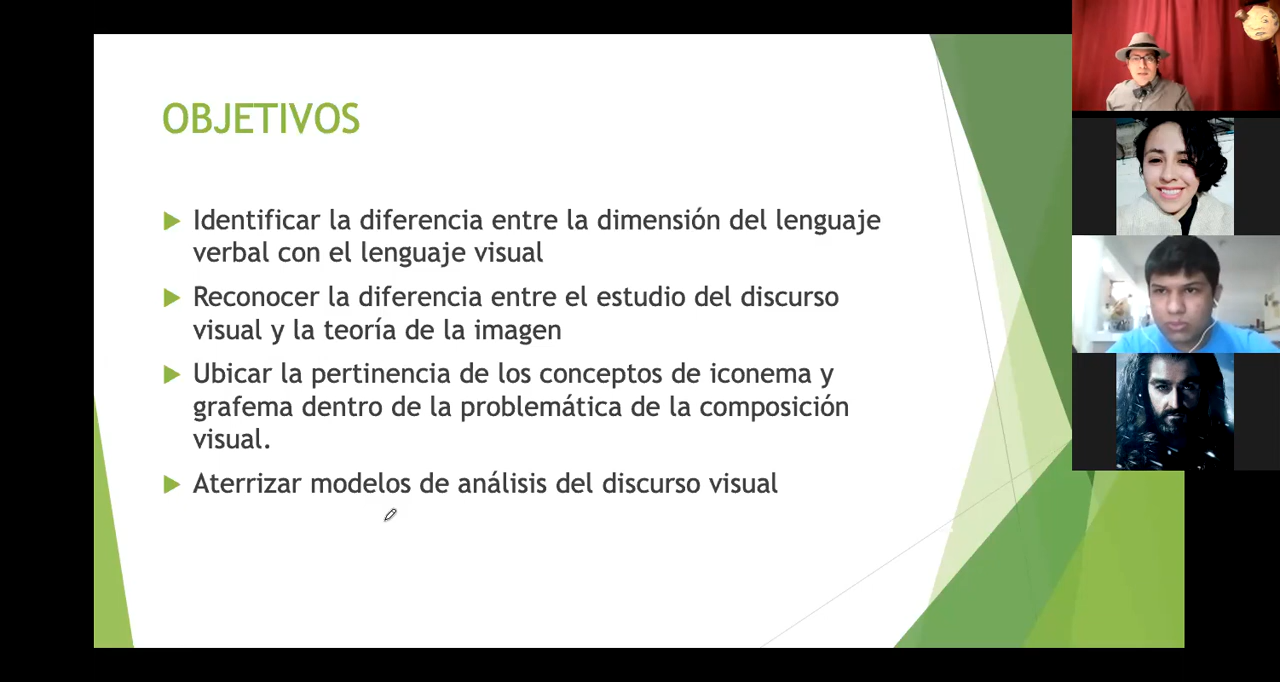 OBJETIVOS
Identificar la diferencia entre la dimensión del lenguaje
verbal con el lenguaje visual
Reconocer la diferencia entre el estudio del discurso
visual y la teoría de la imagen
Ubicar la pertinencia de los conceptos de iconema y
grafema dentro de la problemática de la composición
visual.
Aterrizar modelos de análisis del discurso visual